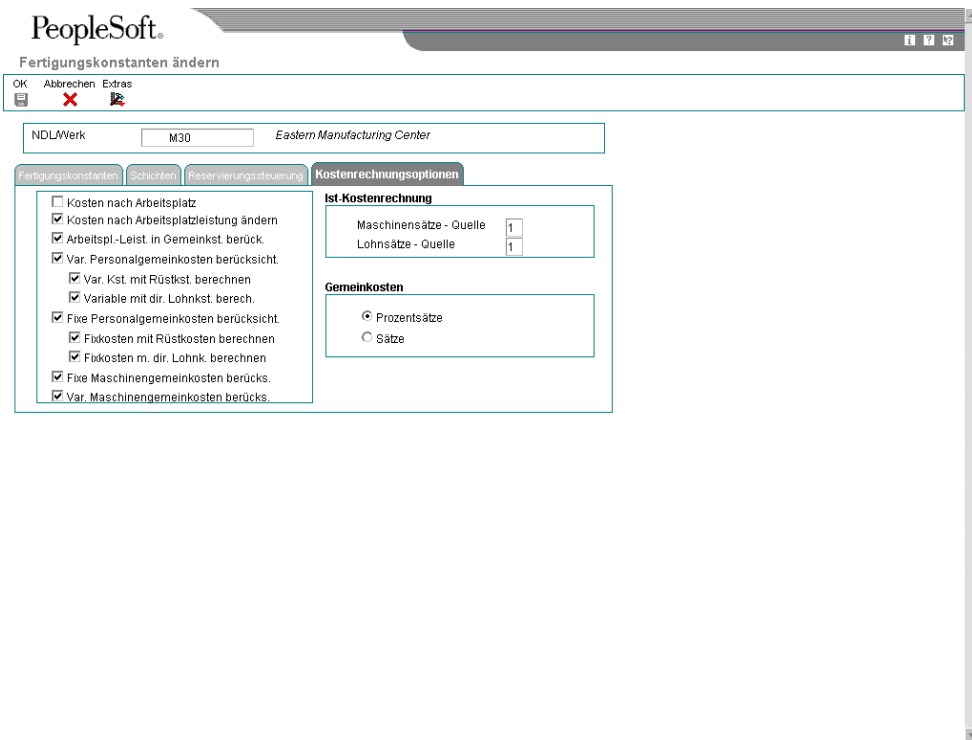 PeopleSoft®
Fertigungskonstanten ändern
OK Abbrechen Extras
NDL/Werk M30 Eastern Manufacturing Center
Fertigungskonstanten Schichten Reservierungssteuerung Kostenrechnungsoptionen
Kosten nach Arbeitsplatz
Kosten nach Arbeitsplatzleistung ändern
Arbeitspl.-Leist. in Gemeinkst. berück.
Var. Personalgemeinkosten berücksicht.
Var. Kst. mit Rüstkst. berechnen
Variable mit dir. Lohnkst. berech.
Fixe Personalgemeinkosten berücksicht.
Fixkosten mit Rüstkosten berechnen
Fixkosten m. dir. Lohnk. berechnen
Fixe Maschinengemeinkosten berücks.
Var. Maschinengemeinkosten berücks.
Ist-Kostenrechnung
Maschinensätze - Quelle 1
Lohnsätze - Quelle 1
Gemeinkosten
Prozentsätze
Sätze